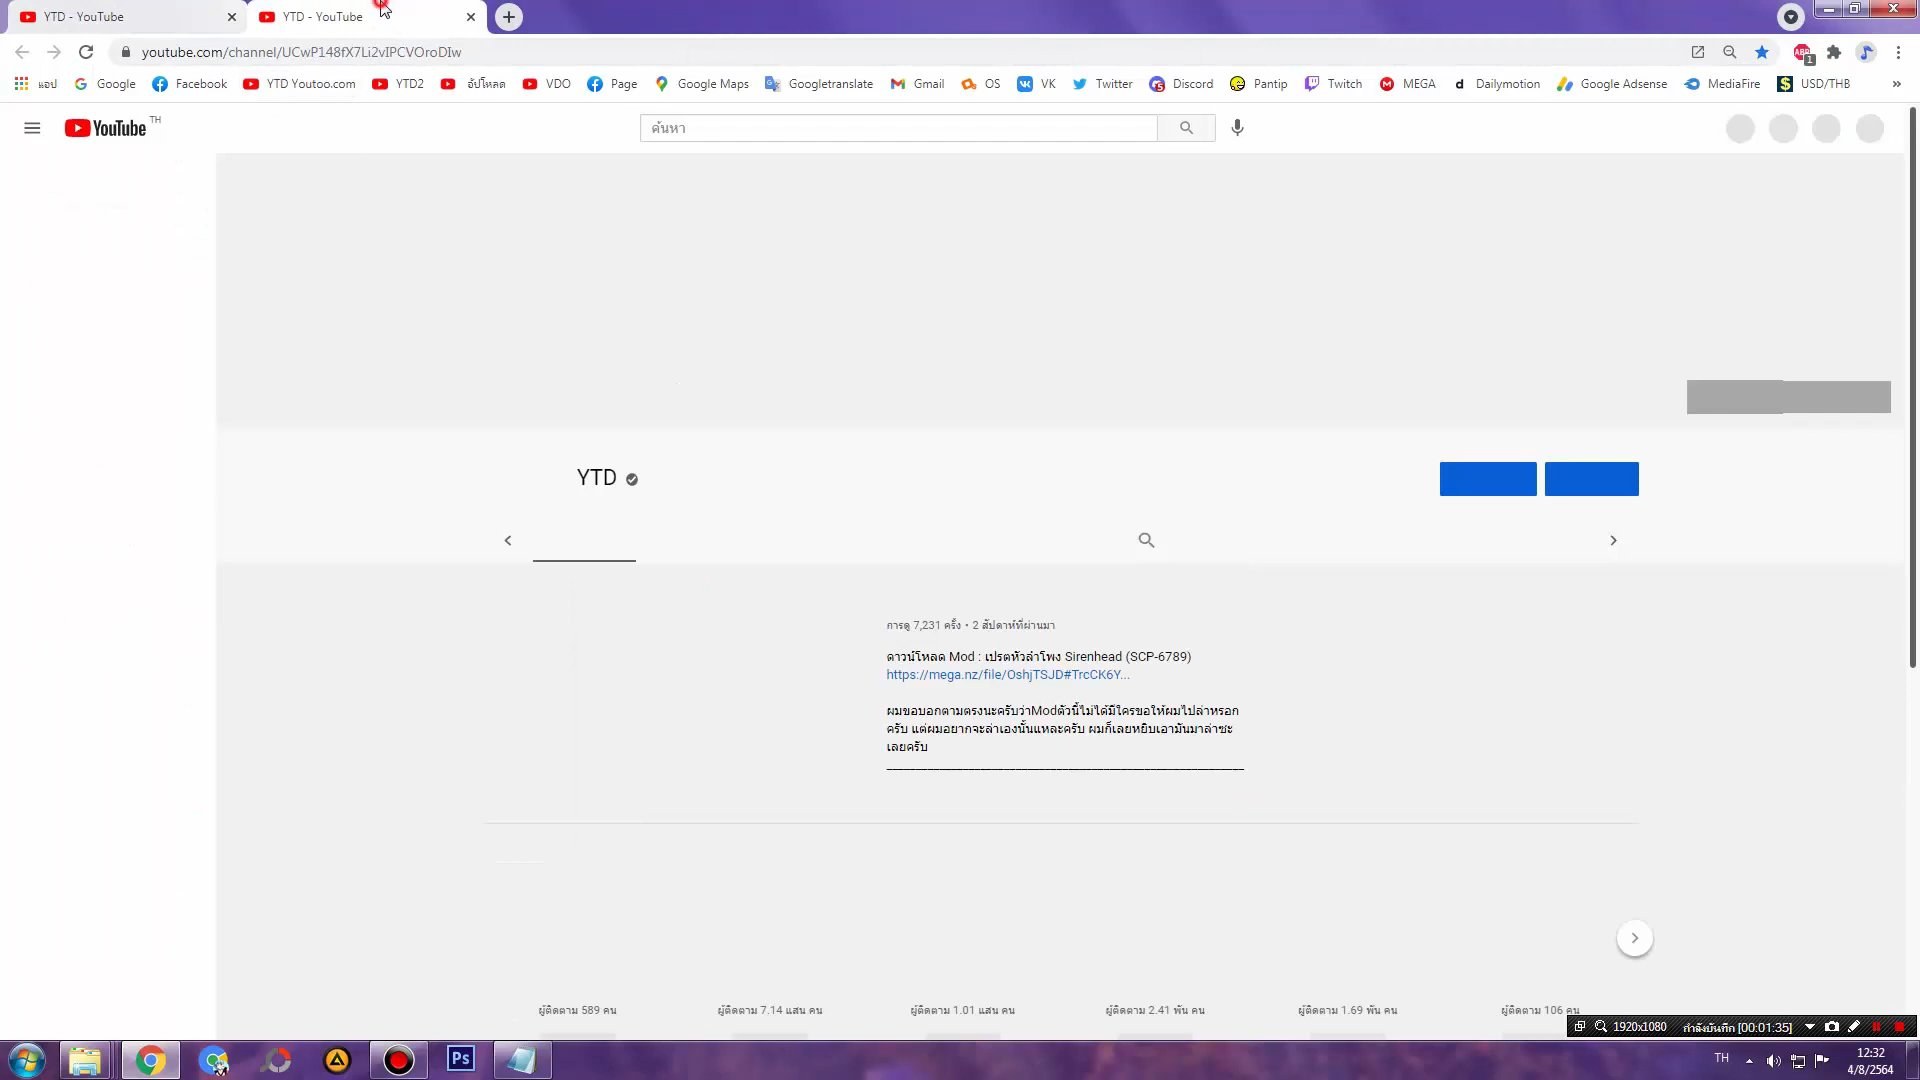 YTD - YouTube
YTD - YouTube
youtube.com/channel/UCwP148fX7Li2vIPCVOroDIw
ABP 1
แอป Google Facebook YTD Youtoo.com YTD2 อัปโหลด VDO Page Google Maps Googletranslate Gmail OS VK Twitter Discord Pantip Twitch MEGA Dailymotion Google Adsense MediaFire USD/THB »
YouTube TH
ค้นหา
YTD
การดู 7,231 ครั้ง • 2 สัปดาห์ที่ผ่านมา
ดาวน์โหลด Mod : เปรตหัวลำโพง Sirenhead (SCP-6789)
https://mega.nz/file/OshjTSJD#TrcCK6Y...
ผมขอบอกตามตรงนะครับว่าModตัวนี้ไม่ได้มีใครขอให้ผมไปล่าหรอก
ครับ แต่ผมอยากจะล่าเองนั้นแหละครับ ผมก็เลยหยิบเอามันมาล่าซะ
เลยครับ
ผู้ติดตาม 589 คน ผู้ติดตาม 7.14 แสน คน ผู้ติดตาม 1.01 แสน คน ผู้ติดตาม 2.41 พัน คน ผู้ติดตาม 1.69 พัน คน ผู้ติดตาม 106 คน
1920x1080 กำลังบันทึก [00:01:35]
Ps
TH
12:32
4/8/2564